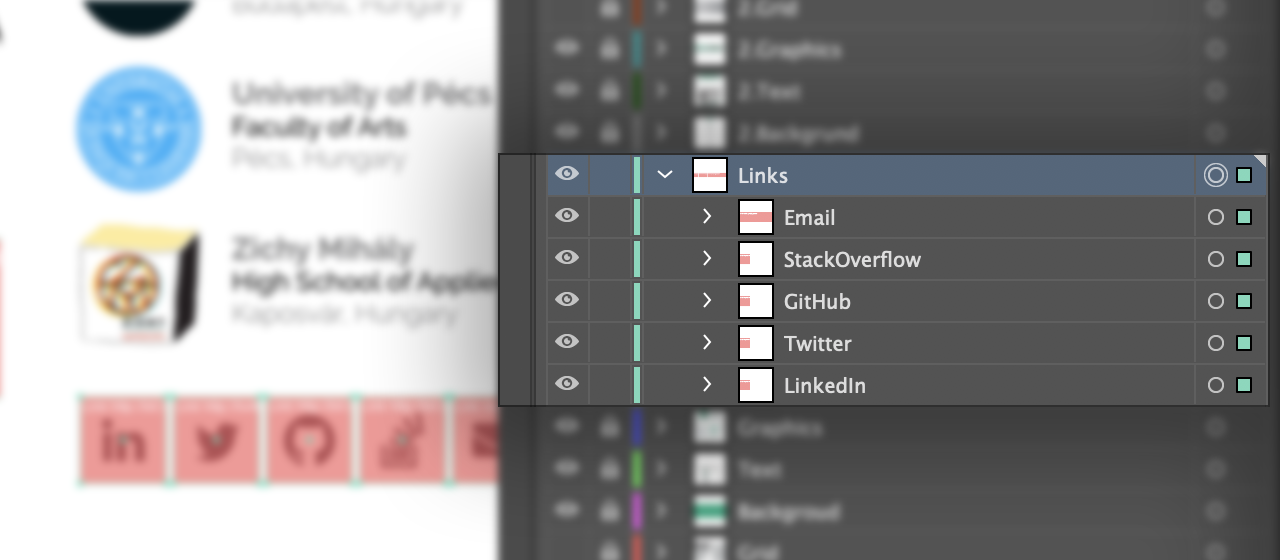 Budapest, Hungary
University of Pécs
Faculty of Arts
Pécs, Hungary
Zichy Mihály
High School of Applie
Kaposvár, Hungary
in
2.Grid
2.Graphics
2.Text
2.Backgrund
Links
Email
StackOverflow
GitHub
Twitter
LinkedIn
Graphics
Text
Backgroud
Grid